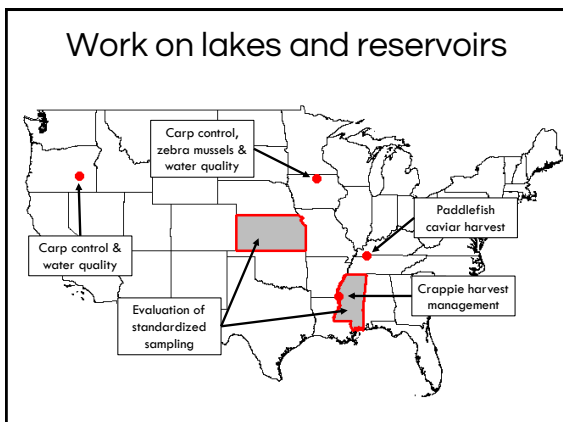 Work on lakes and reservoirs
Carp control,
zebra mussels &
water quality
Paddlefish
caviar harvest
Carp control &
water quality
Crappie harvest
management
Evaluation of
standardized
sampling